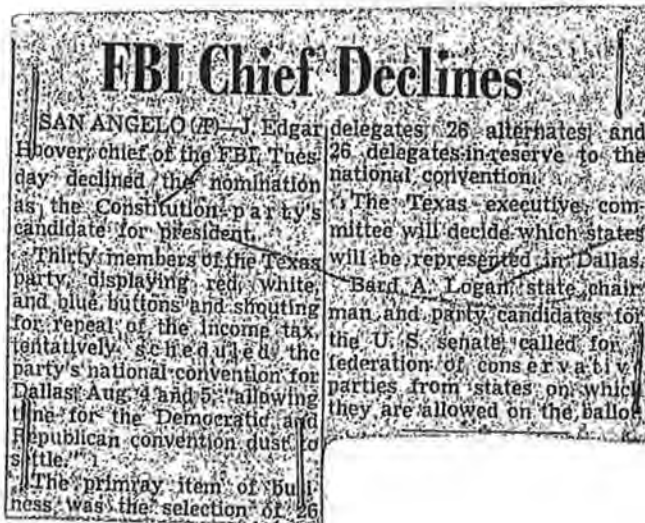 FBI Chief Declines
SAN ANGELO (AP)—J. Edgar
Hoover, chief of the FBI, Tues-
day declined the nomination
as the Constitution party's
candidate for president.
Thirty members of the Texas
party, displaying red, white,
and blue buttons and shouting
for repeal of the income tax,
tentatively scheduled the
party's national convention for
Dallas Aug. 4 and 5, "allowing
time for the Democratic and
Republican convention dust to
settle."
The primray item of busi-
ness was the selection of 26
delegates, 26 alternates, and
26 delegates-in-reserve to the
national convention.
The Texas executive com-
mittee will decide which states
will be represented in Dallas.
Bard A. Logan, state chair-
man and party candidates for
the U. S. senate called for a
federation of conservative
parties from states on which
they are allowed on the ballot